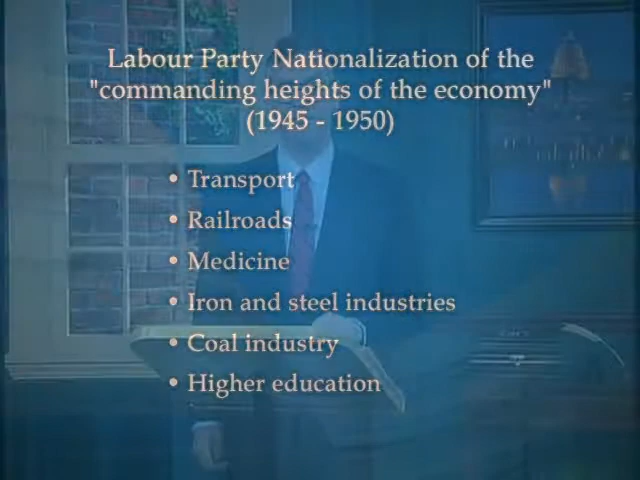 Labour Party Nationalization of the
"commanding heights of the economy"
(1945 - 1950)
• Transport
• Railroads
• Medicine
• Iron and steel industries
• Coal industry
• Higher education